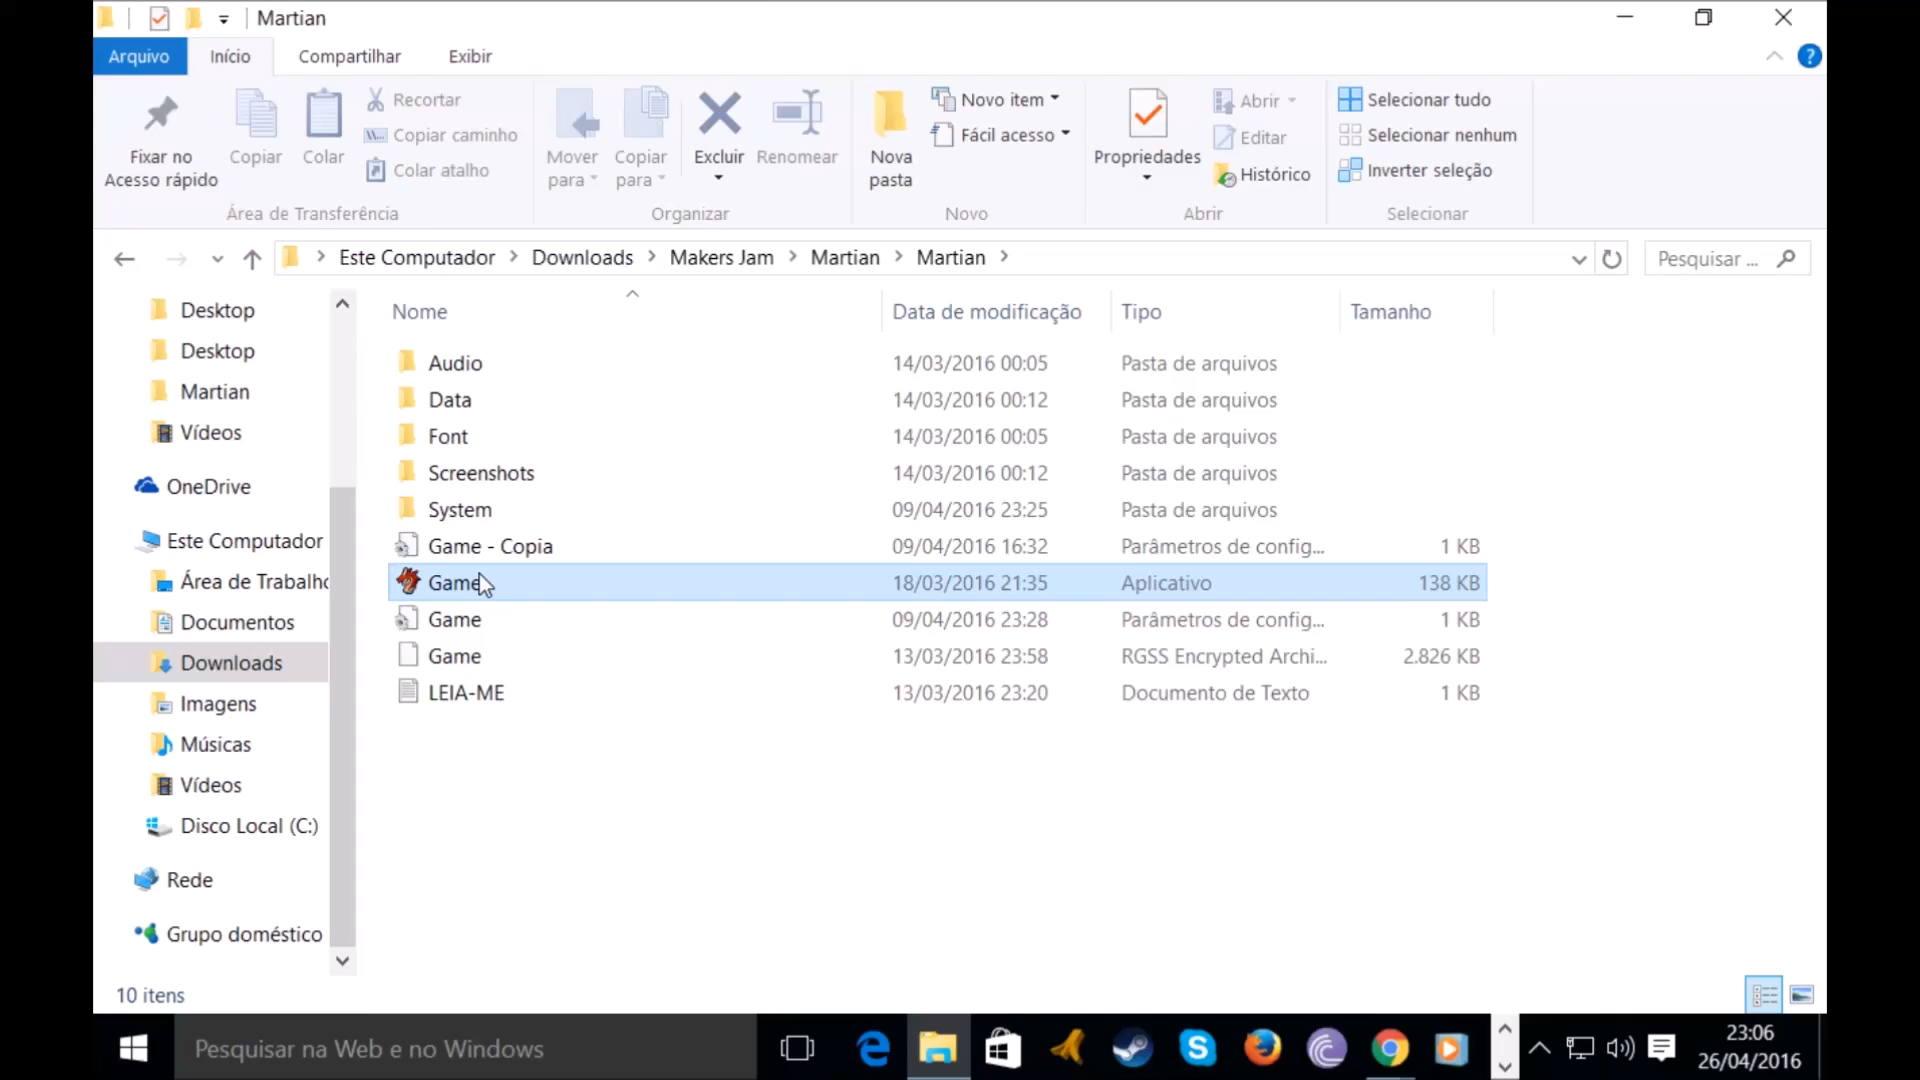 Martian
Arquivo Início Compartilhar Exibir
Fixar no Acesso rápido
Copiar
Colar
Recortar
Copiar caminho
Colar atalho
Área de Transferência
Mover para
Copiar para
Excluir
Renomear
Organizar
Nova pasta
Novo item
Fácil acesso
Novo
Propriedades
Abrir
Editar
Histórico
Abrir
Selecionar tudo
Selecionar nenhum
Inverter seleção
Selecionar
Este Computador > Downloads > Makers Jam > Martian > Martian >
Pesquisar ...
Desktop
Desktop
Martian
Vídeos
OneDrive
Este Computador
Área de Trabalho
Documentos
Downloads
Imagens
Músicas
Vídeos
Disco Local (C:)
Rede
Grupo doméstico
Nome Data de modificação Tipo Tamanho
Audio 14/03/2016 00:05 Pasta de arquivos
Data 14/03/2016 00:12 Pasta de arquivos
Font 14/03/2016 00:05 Pasta de arquivos
Screenshots 14/03/2016 00:12 Pasta de arquivos
System 09/04/2016 23:25 Pasta de arquivos
Game - Copia 09/04/2016 16:32 Parâmetros de config... 1 KB
Game 18/03/2016 21:35 Aplicativo 138 KB
Game 09/04/2016 23:28 Parâmetros de config... 1 KB
Game 13/03/2016 23:58 RGSS Encrypted Archi... 2.826 KB
LEIA-ME 13/03/2016 23:20 Documento de Texto 1 KB
10 itens
Pesquisar na Web e no Windows
23:06
26/04/2016